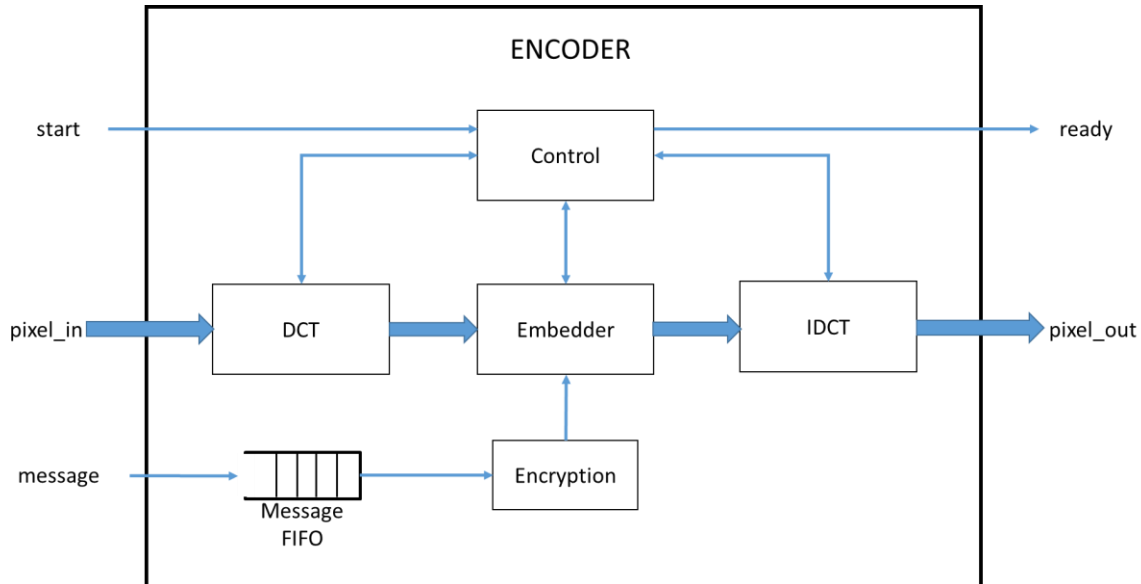 ENCODER
start
Control
ready
pixel_in
DCT
Embedder
IDCT
pixel_out
message
Message
FIFO
Encryption